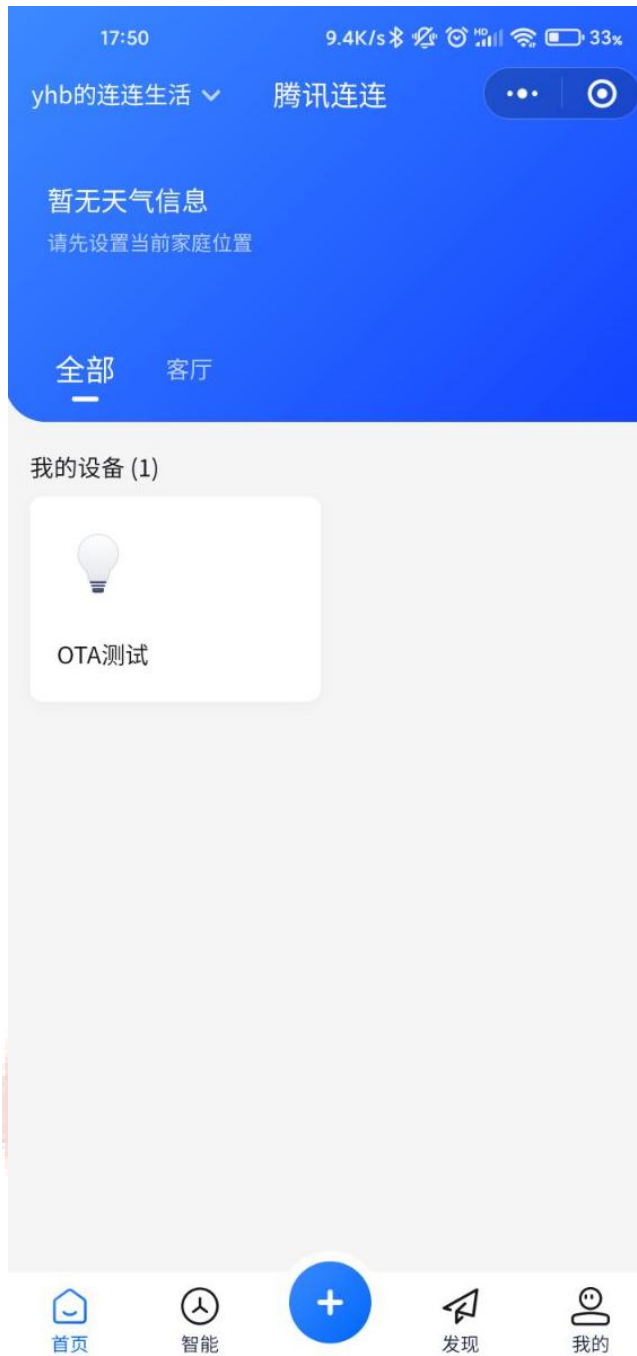 17:50 9.4K/s HD 33%
yhb的连连生活 腾讯连连
暂无天气信息
请先设置当前家庭位置
全部 客厅
我的设备 (1)
OTA测试
首页 智能 发现 我的